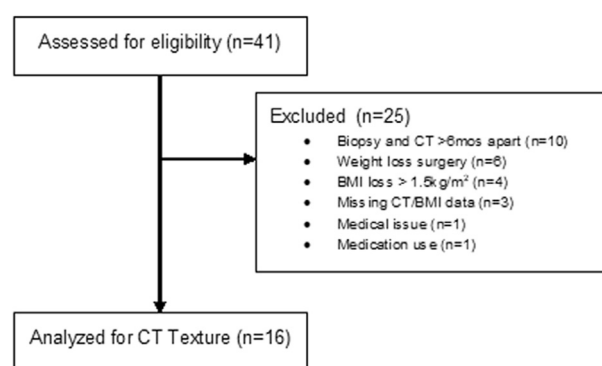 Assessed for eligibility (n=41)
Excluded (n=25)
• Biopsy and CT >6mos apart (n=10)
• Weight loss surgery (n=6)
• BMI loss > 1.5kg/m² (n=4)
• Missing CT/BMI data (n=3)
• Medical issue (n=1)
• Medication use (n=1)
Analyzed for CT Texture (n=16)